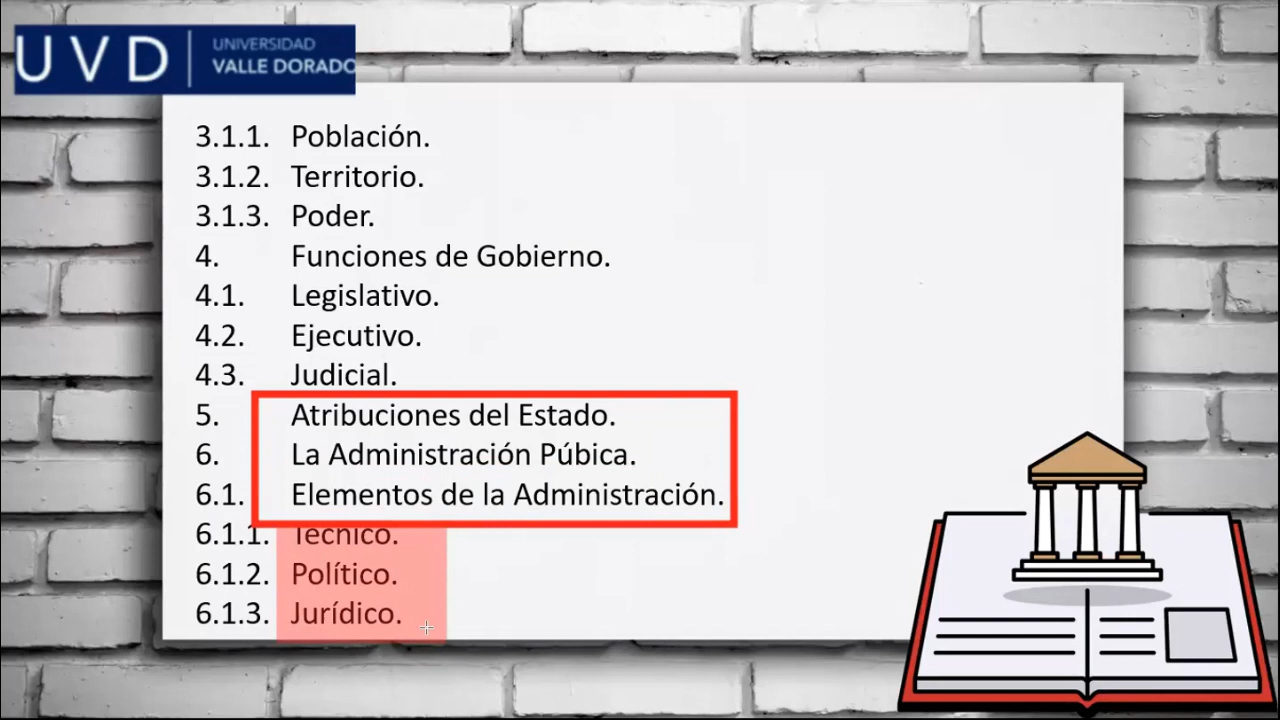 UVD UNIVERSIDAD
VALLE DORADO
3.1.1. Población.
3.1.2. Territorio.
3.1.3. Poder.
4. Funciones de Gobierno.
4.1. Legislativo.
4.2. Ejecutivo.
4.3. Judicial.
5. Atribuciones del Estado.
6. La Administración Púbica.
6.1. Elementos de la Administración.
6.1.1. Técnico.
6.1.2. Político.
6.1.3. Jurídico.